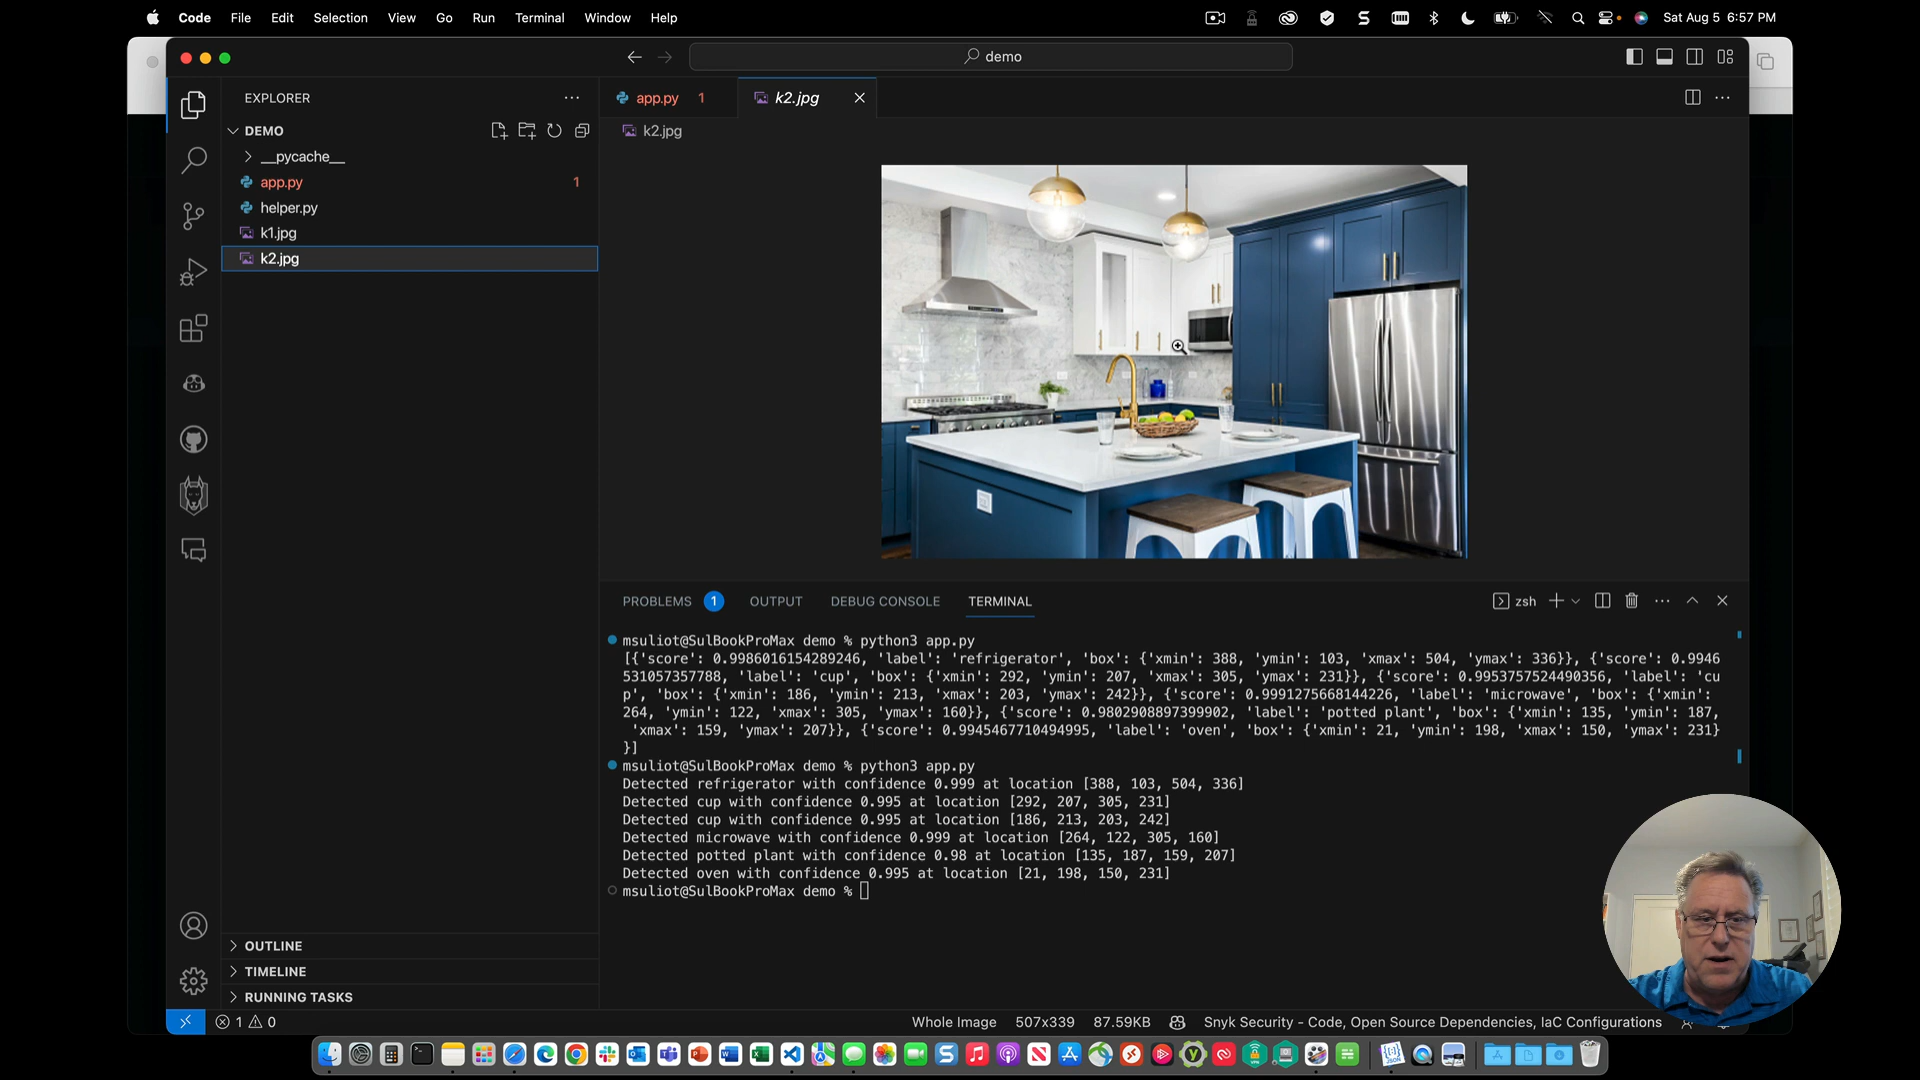 Code File Edit Selection View Go Run Terminal Window Help Sat Aug 5 6:57 PM
demo
EXPLORER
app.py 1 k2.jpg
DEMO
k2.jpg
__pycache__
app.py 1
helper.py
k1.jpg
k2.jpg
PROBLEMS 1 OUTPUT DEBUG CONSOLE TERMINAL zsh
msuliot@SulBookProMax demo % python3 app.py
[{'score': 0.9986016154289246, 'label': 'refrigerator', 'box': {'xmin': 388, 'ymin': 103, 'xmax': 504, 'ymax': 336}}, {'score': 0.9946
531057357788, 'label': 'cup', 'box': {'xmin': 292, 'ymin': 207, 'xmax': 305, 'ymax': 231}}, {'score': 0.9953757524490356, 'label': 'cu
p', 'box': {'xmin': 186, 'ymin': 213, 'xmax': 203, 'ymax': 242}}, {'score': 0.9991275668144226, 'label': 'microwave', 'box': {'xmin':
264, 'ymin': 122, 'xmax': 305, 'ymax': 160}}, {'score': 0.9802908897399902, 'label': 'potted plant', 'box': {'xmin': 135, 'ymin': 187,
'xmax': 159, 'ymax': 207}}, {'score': 0.9945467710494995, 'label': 'oven', 'box': {'xmin': 21, 'ymin': 198, 'xmax': 150, 'ymax': 231}
}]
msuliot@SulBookProMax demo % python3 app.py
Detected refrigerator with confidence 0.999 at location [388, 103, 504, 336]
Detected cup with confidence 0.995 at location [292, 207, 305, 231]
Detected cup with confidence 0.995 at location [186, 213, 203, 242]
Detected microwave with confidence 0.999 at location [264, 122, 305, 160]
Detected potted plant with confidence 0.98 at location [135, 187, 159, 207]
Detected oven with confidence 0.995 at location [21, 198, 150, 231]
msuliot@SulBookProMax demo %
OUTLINE
TIMELINE
RUNNING TASKS
1 0 Whole Image 507x339 87.59KB Snyk Security - Code, Open Source Dependencies, IaC Configurations